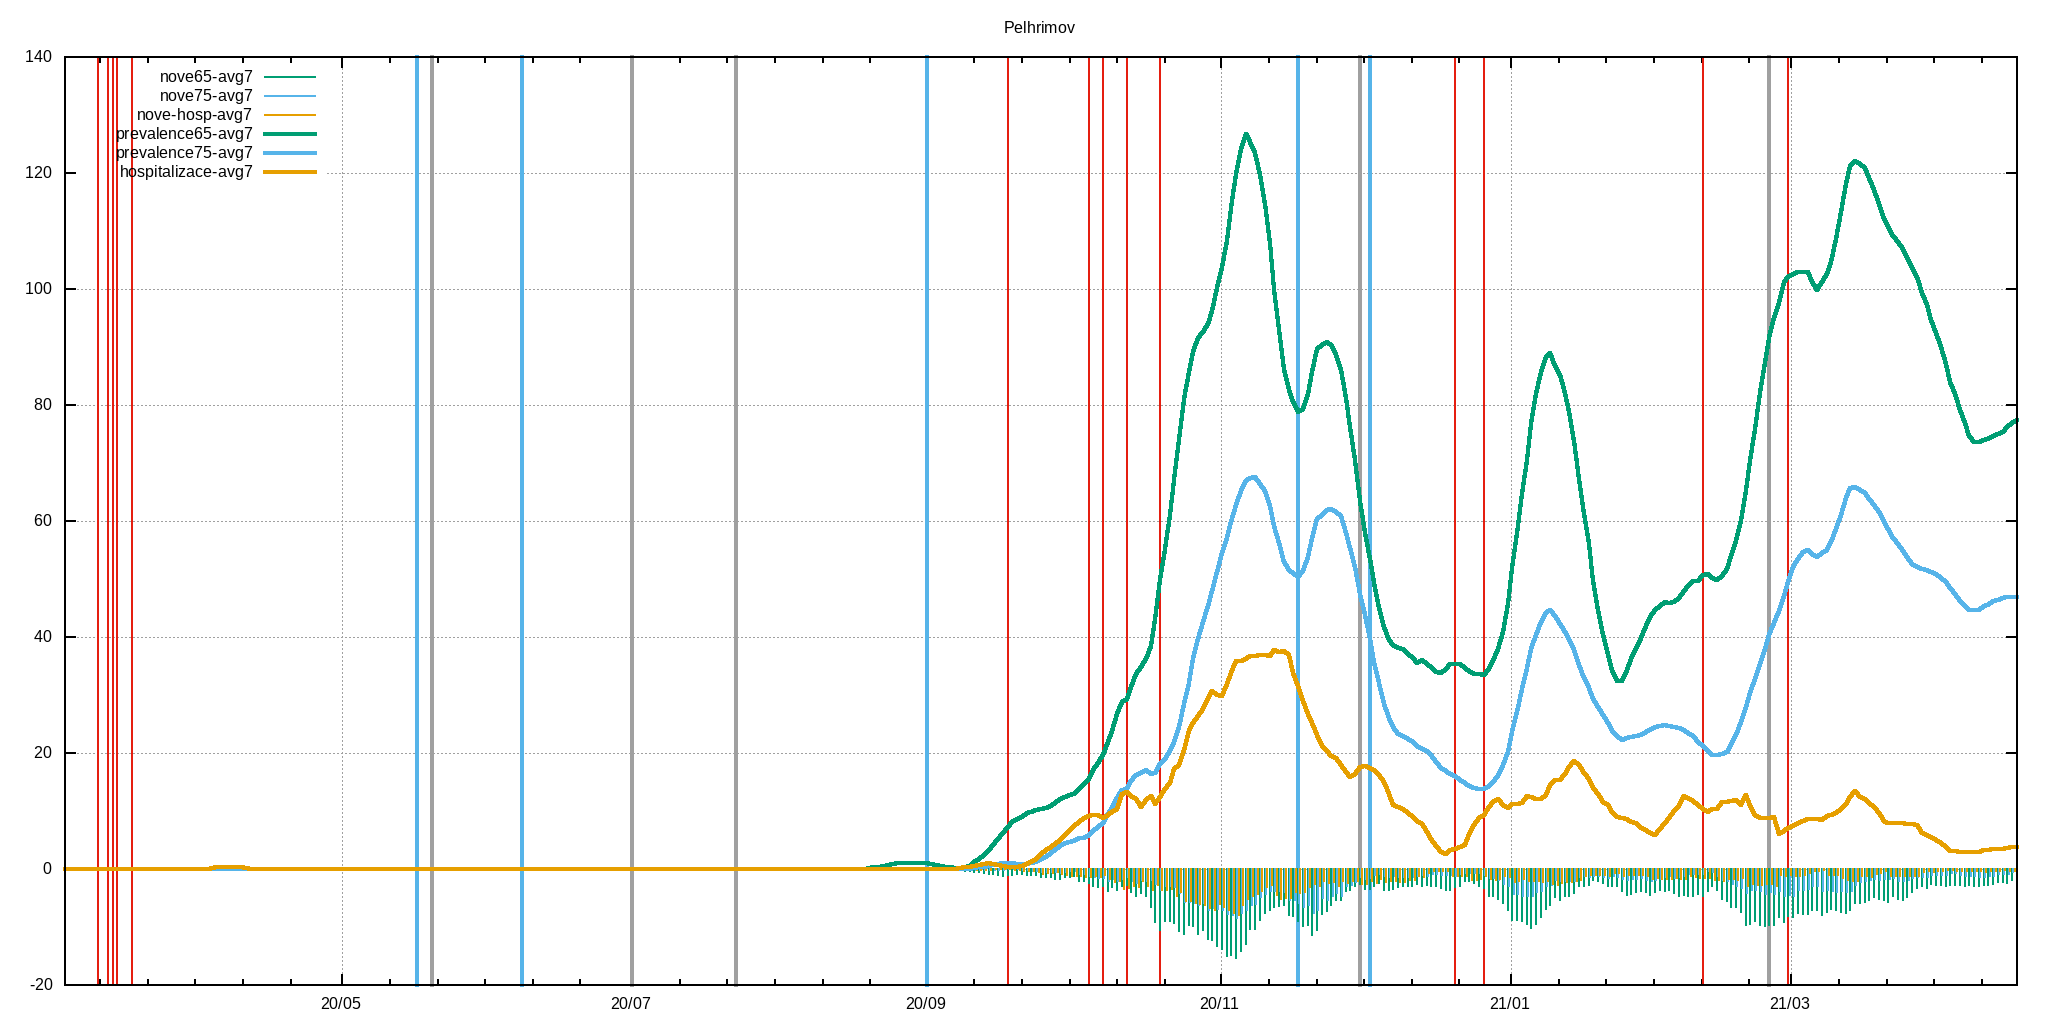 Pelhrimov
140
120
100
80
60
40
20
0
-20
nove65-avg7
nove75-avg7
nove-hosp-avg7
prevalence65-avg7
prevalence75-avg7
hospitalizace-avg7
20/05 20/07 20/09 20/11 21/01 21/03